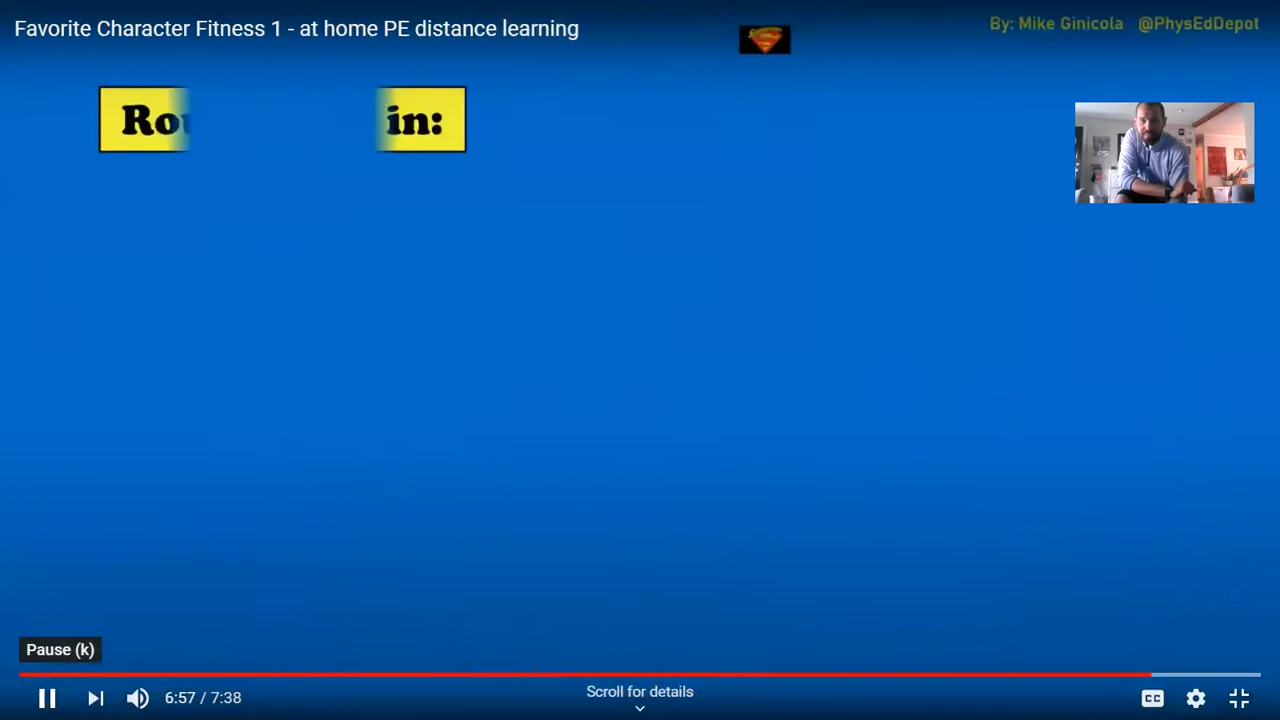 Favorite Character Fitness 1 - at home PE distance learning
By: Mike Ginicola @PhysEdDepot
in:
Pause (k)
6:57 / 7:38
Scroll for details
CC